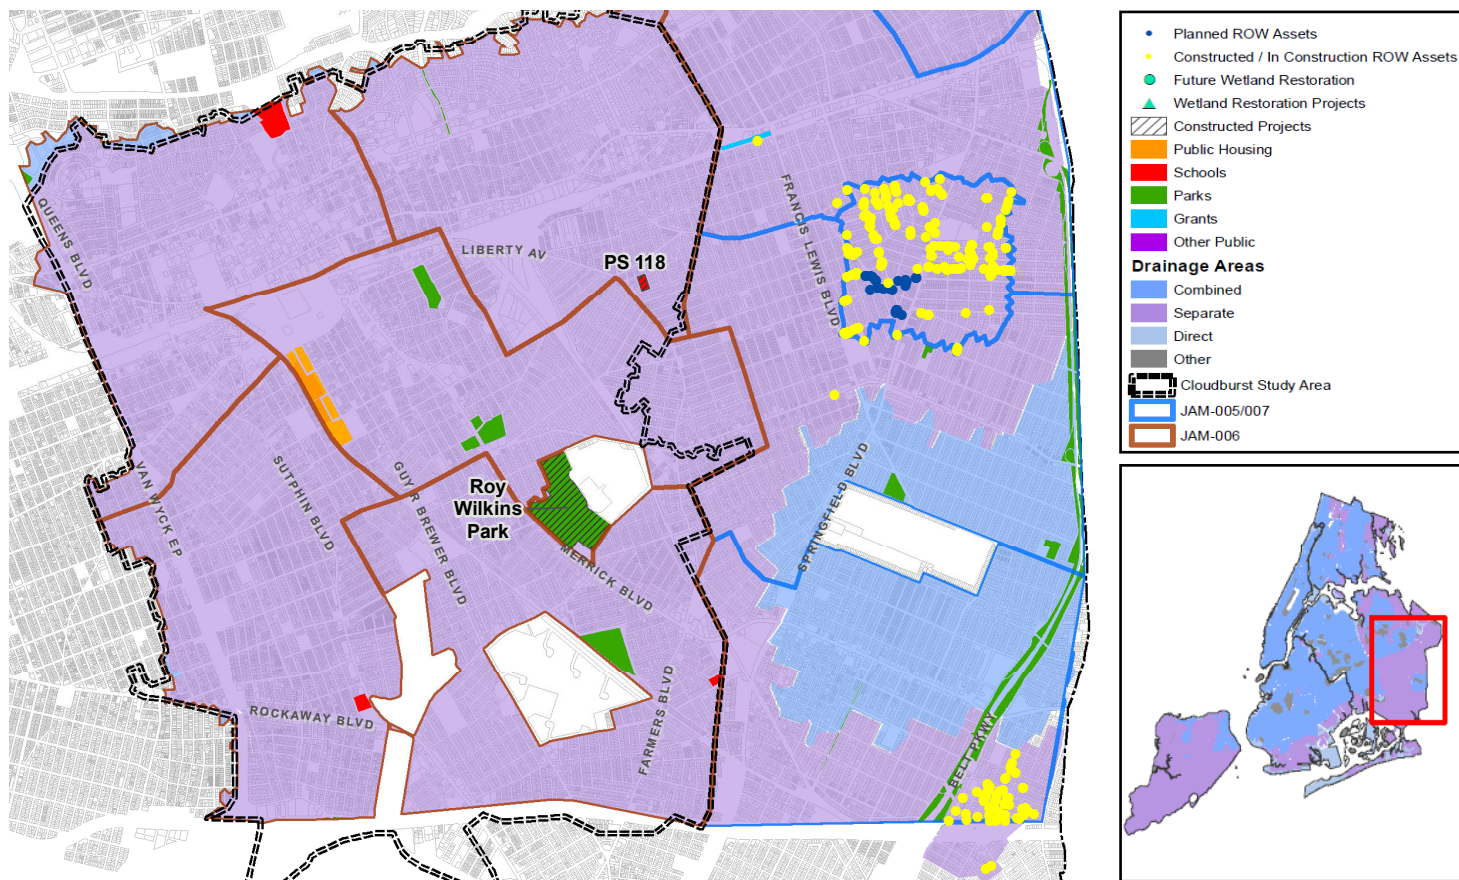 QUEENS BLVD
LIBERTY AV
PS 118
FRANCIS LEWIS BLVD
VAN WYCK EP
SUTPHIN BLVD
GUY R BREWER BLVD
Roy
Wilkins
Park
MERRICK BLVD
SPRINGFIELD BLVD
ROCKAWAY BLVD
FARMERS BLVD
BELT PKWY
Planned ROW Assets
Constructed / In Construction ROW Assets
Future Wetland Restoration
Wetland Restoration Projects
Constructed Projects
Public Housing
Schools
Parks
Grants
Other Public
Drainage Areas
Combined
Separate
Direct
Other
Cloudburst Study Area
JAM-005/007
JAM-006